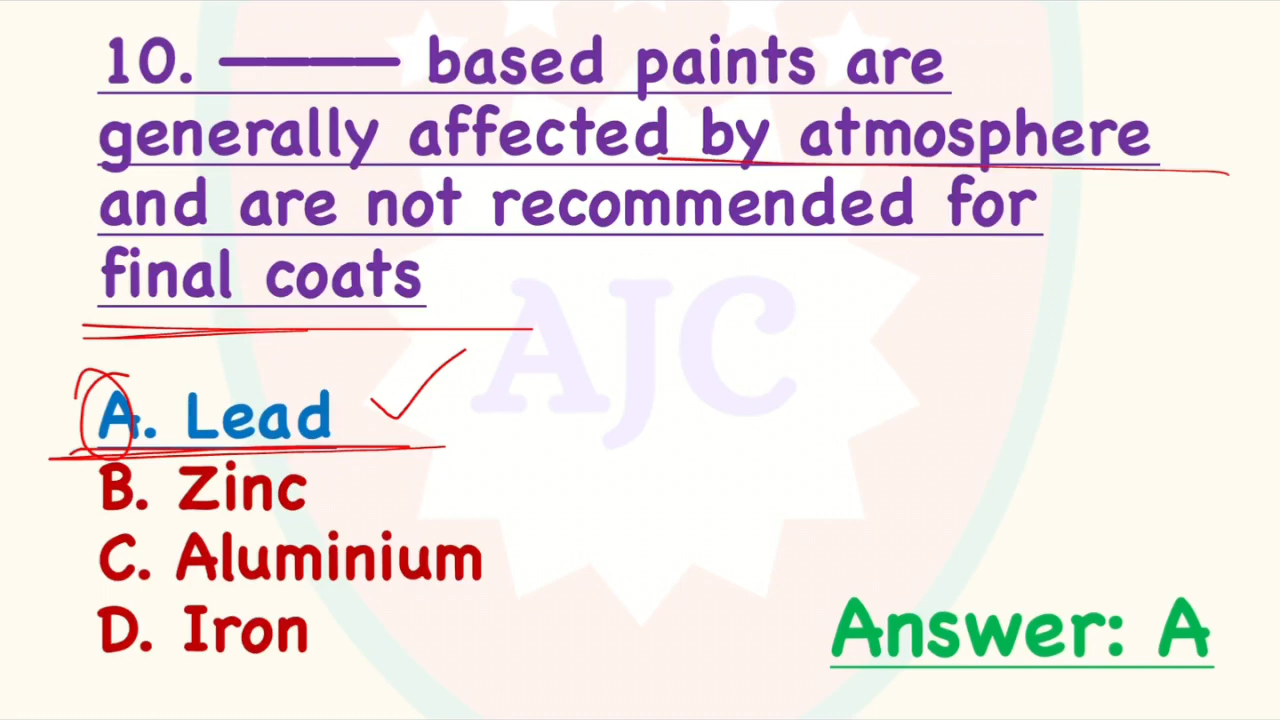 10. ———— based paints are
generally affected by atmosphere
and are not recommended for
final coats
AJC
A. Lead
B. Zinc
C. Aluminium
D. Iron
Answer: A